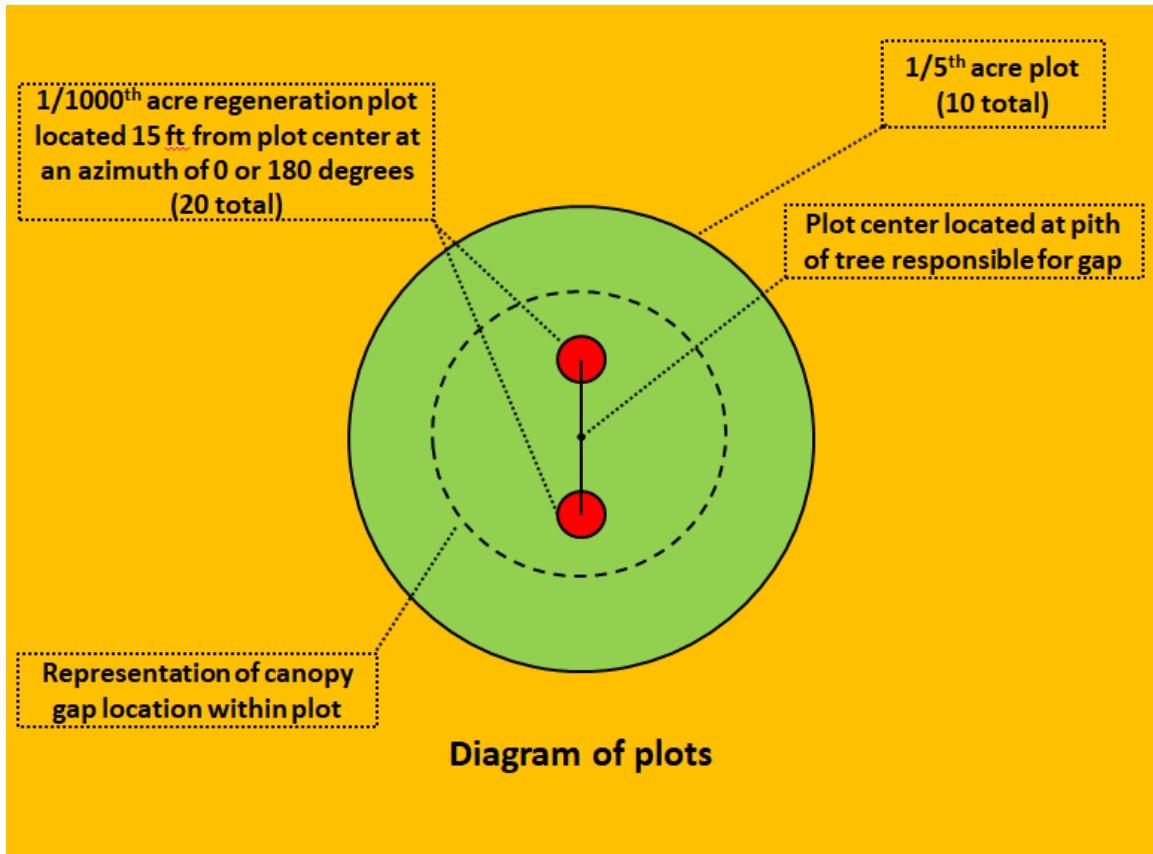 1/5th acre plot
(10 total)
1/1000th acre regeneration plot
located 15 ft from plot center at
an azimuth of 0 or 180 degrees
(20 total)
Plot center located at pith
of tree responsible for gap
Representation of canopy
gap location within plot
Diagram of plots